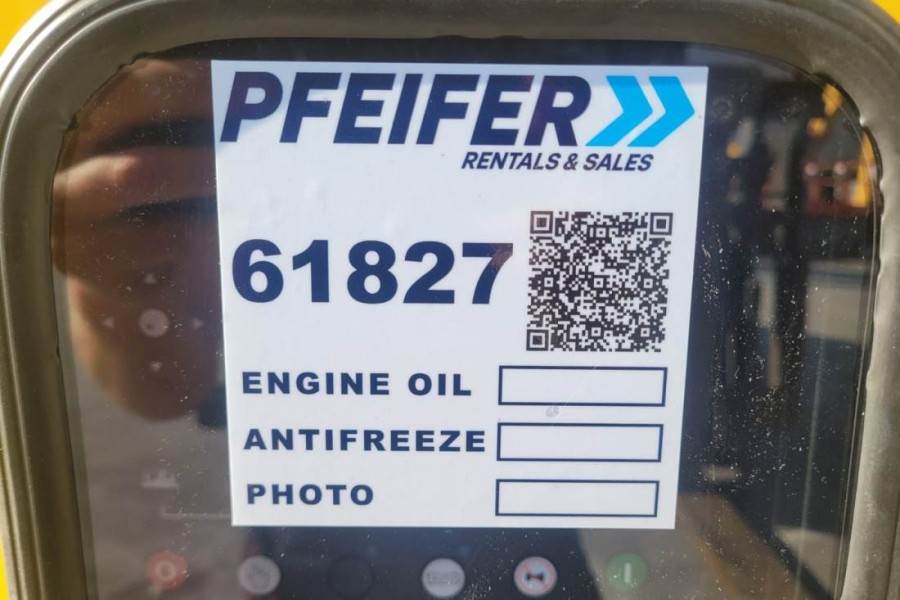 PFEIFER
RENTALS & SALES
61827
ENGINE OIL
ANTIFREEZE
PHOTO